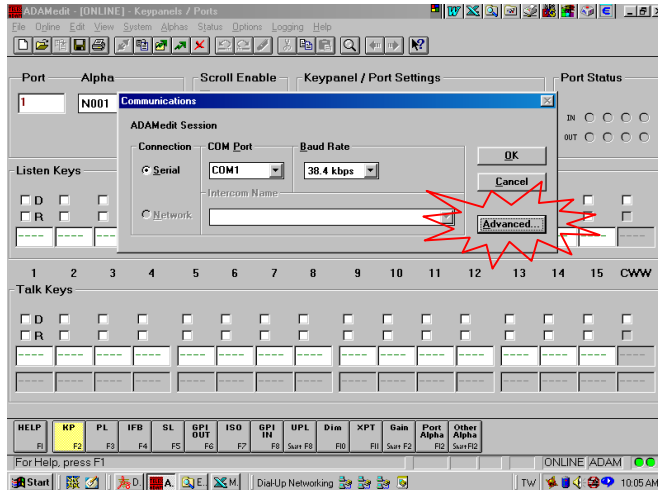 ADAMedit - [ONLINE] - Keypanels / Ports
File Online Edit View System Alphas Status Options Logging Help
Port Alpha Scroll Enable Keypanel / Port Settings Port Status
1 N001
IN
OUT
Communications
ADAMedit Session
Connection COM Port Baud Rate
Serial COM1 38.4 kbps
Network Intercom Name
OK
Cancel
Advanced...
Listen Keys
D
R
----
1 2 3 4 5 6 7 8 9 10 11 12 13 14 15 CWW
Talk Keys
D
R
---- ---- ---- ---- ---- ---- ---- ---- ---- ---- ---- ---- ---- ---- ---- ----
---- ---- ---- ---- ---- ---- ---- ---- ---- ---- ---- ---- ---- ---- ---- ----
HELP KP PL IFB SL GPI OUT ISO GPI IN UPL Dim XPT Gain Port Alpha Other Alpha
F1 F2 F3 F4 F5 F6 F7 F8 Shift F8 F10 F11 Shift F2 F12 Shift F12
For Help, press F1 ONLINE ADAM
Start D. A. E. M. Dial-Up Networking TW 10:05 AM